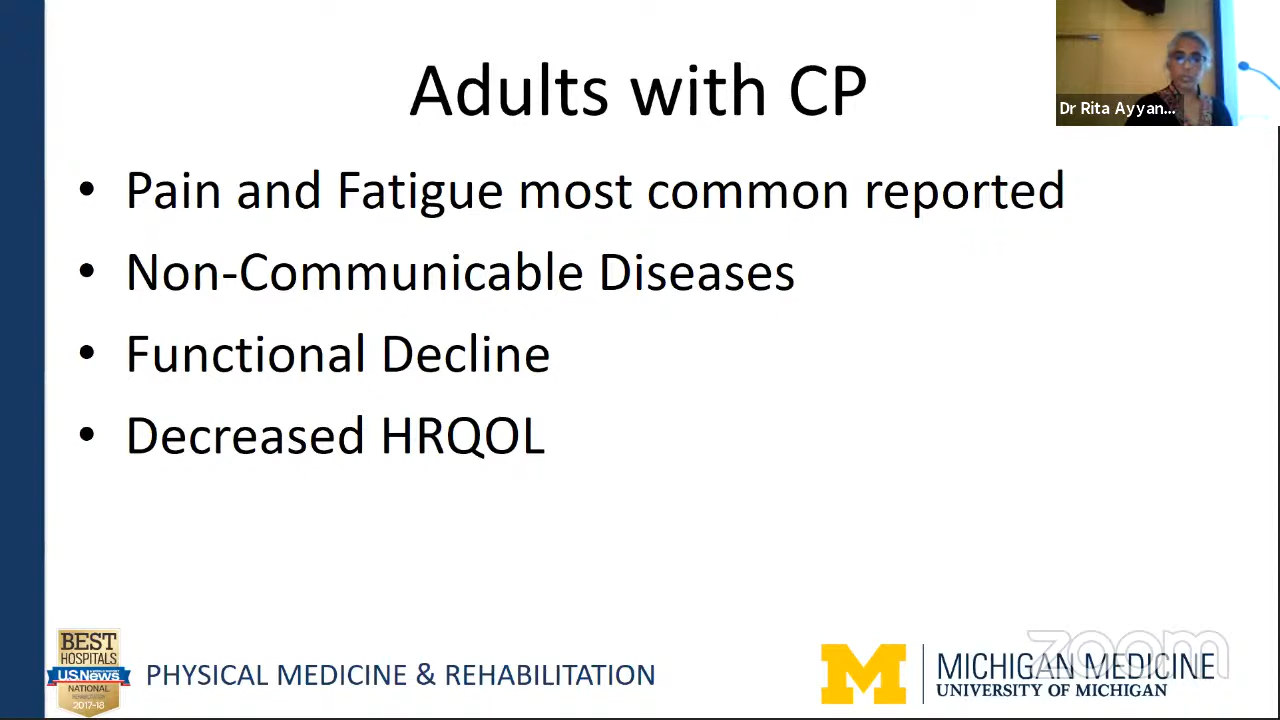 Adults with CP
Dr Rita Ayyan...
• Pain and Fatigue most common reported
• Non-Communicable Diseases
• Functional Decline
• Decreased HRQOL
BEST
HOSPITALS
U.S.News
NATIONAL
REHABILITATION
2017-18
PHYSICAL MEDICINE & REHABILITATION
M
MICHIGAN MEDICINE
UNIVERSITY OF MICHIGAN
zoom